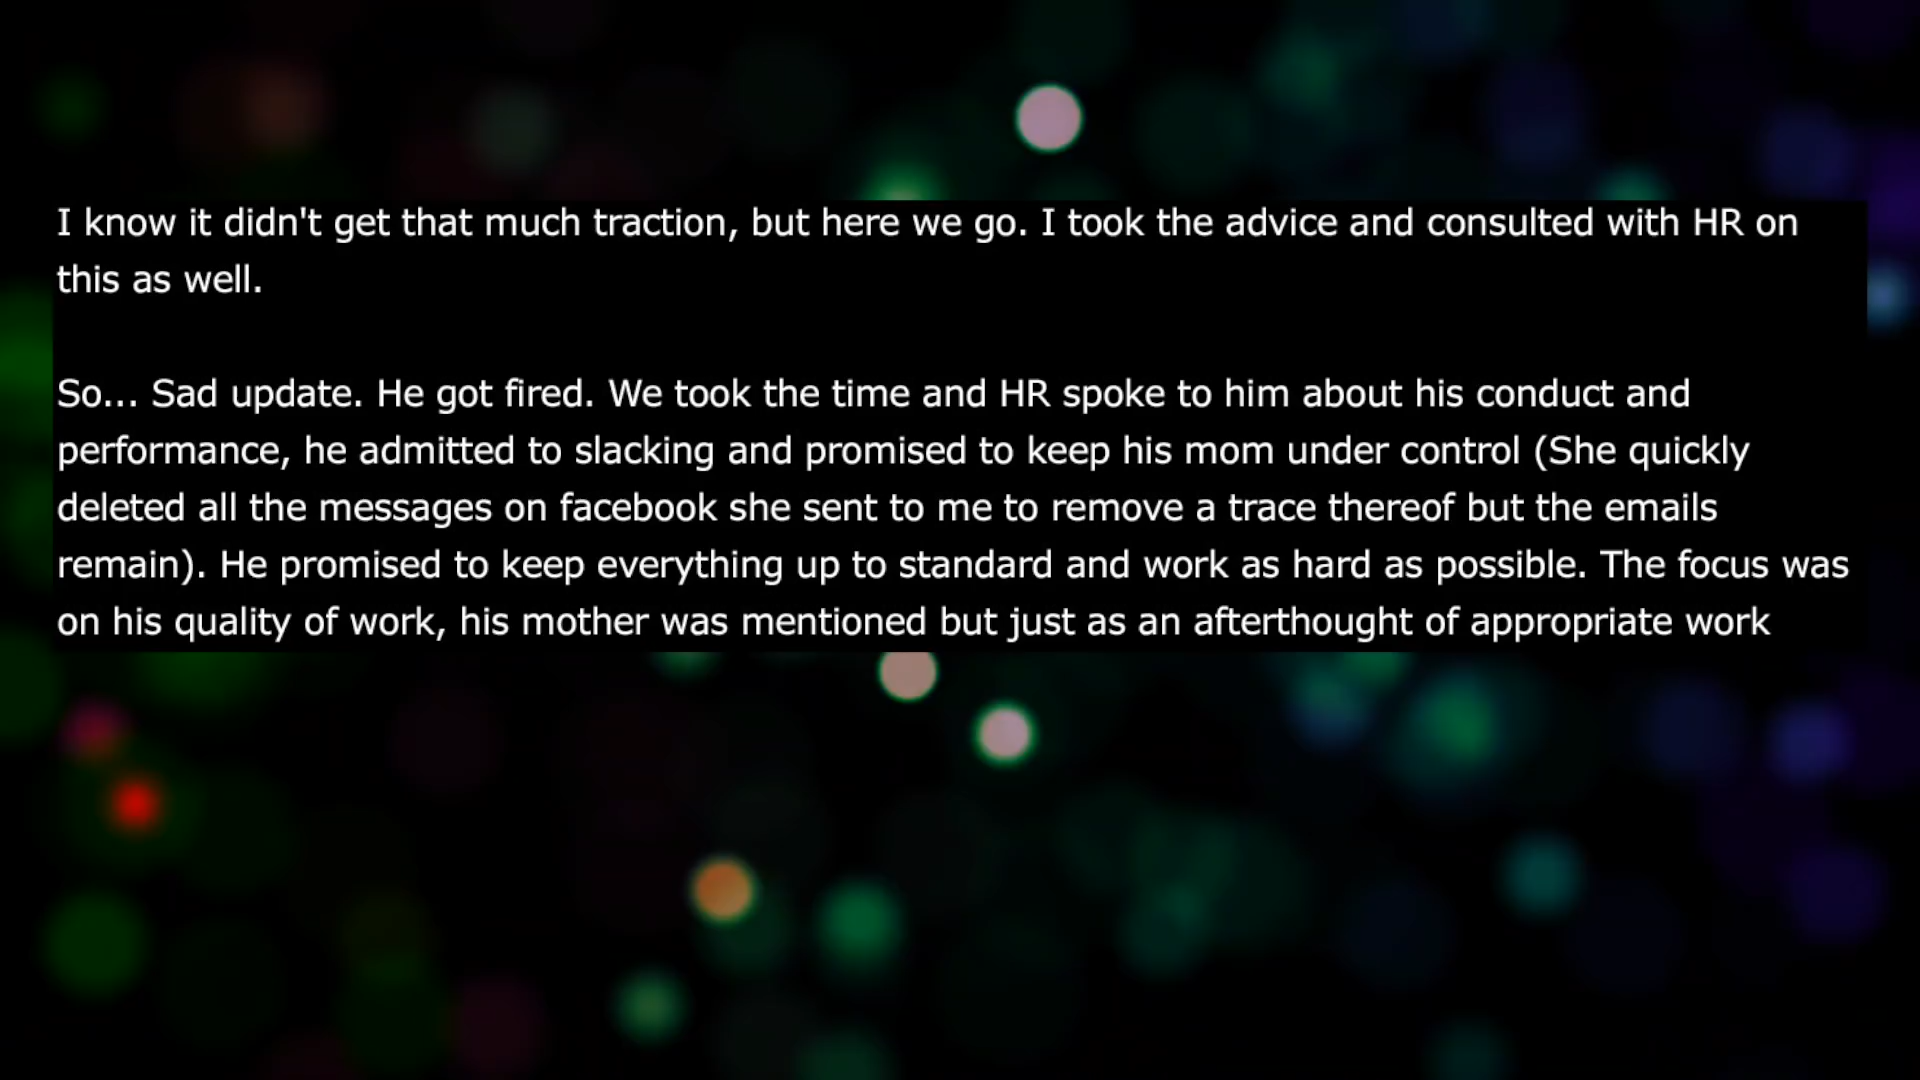 I know it didn't get that much traction, but here we go. I took the advice and consulted with HR on
this as well.
So... Sad update. He got fired. We took the time and HR spoke to him about his conduct and
performance, he admitted to slacking and promised to keep his mom under control (She quickly
deleted all the messages on facebook she sent to me to remove a trace thereof but the emails
remain). He promised to keep everything up to standard and work as hard as possible. The focus was
on his quality of work, his mother was mentioned but just as an afterthought of appropriate work